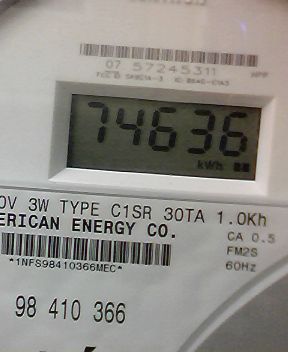 07 57245311
74636
kWh
0V 3W TYPE C1SR 30TA 1.0Kh
ERICAN ENERGY CO.
CA 0.5
FM2S
60Hz
*1NFS98410366MEC*
98 410 366